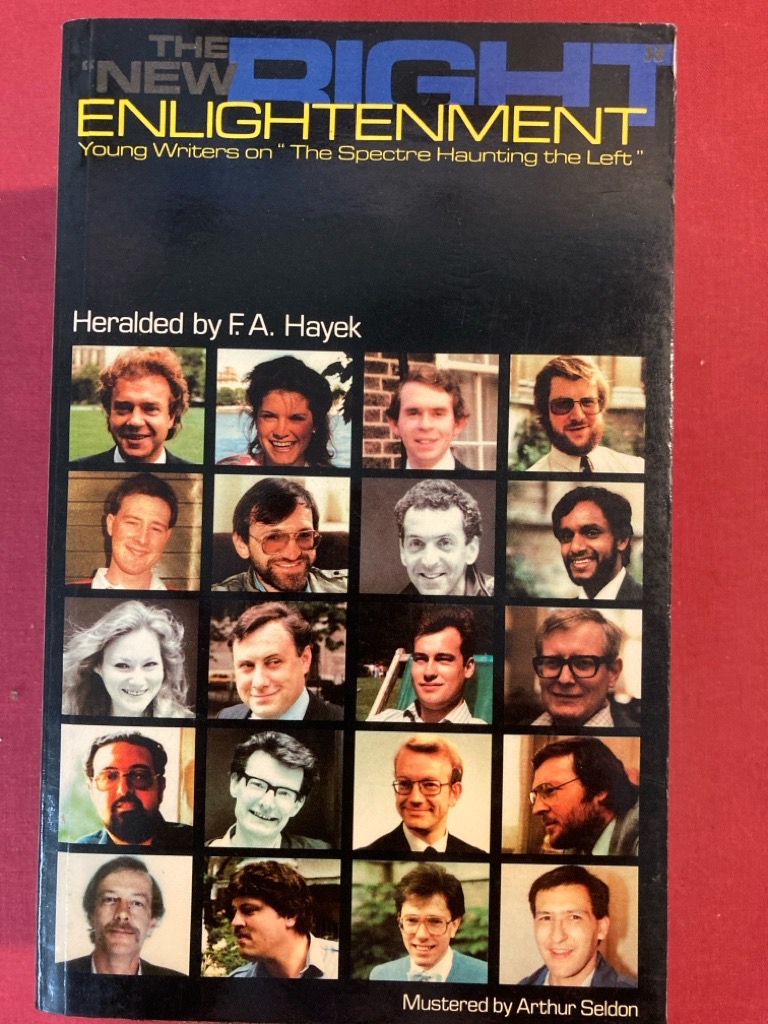 THE
"NEW RIGHT"
ENLIGHTENMENT
Young Writers on "The Spectre Haunting the Left"
Heralded by F.A. Hayek
Mustered by Arthur Seldon